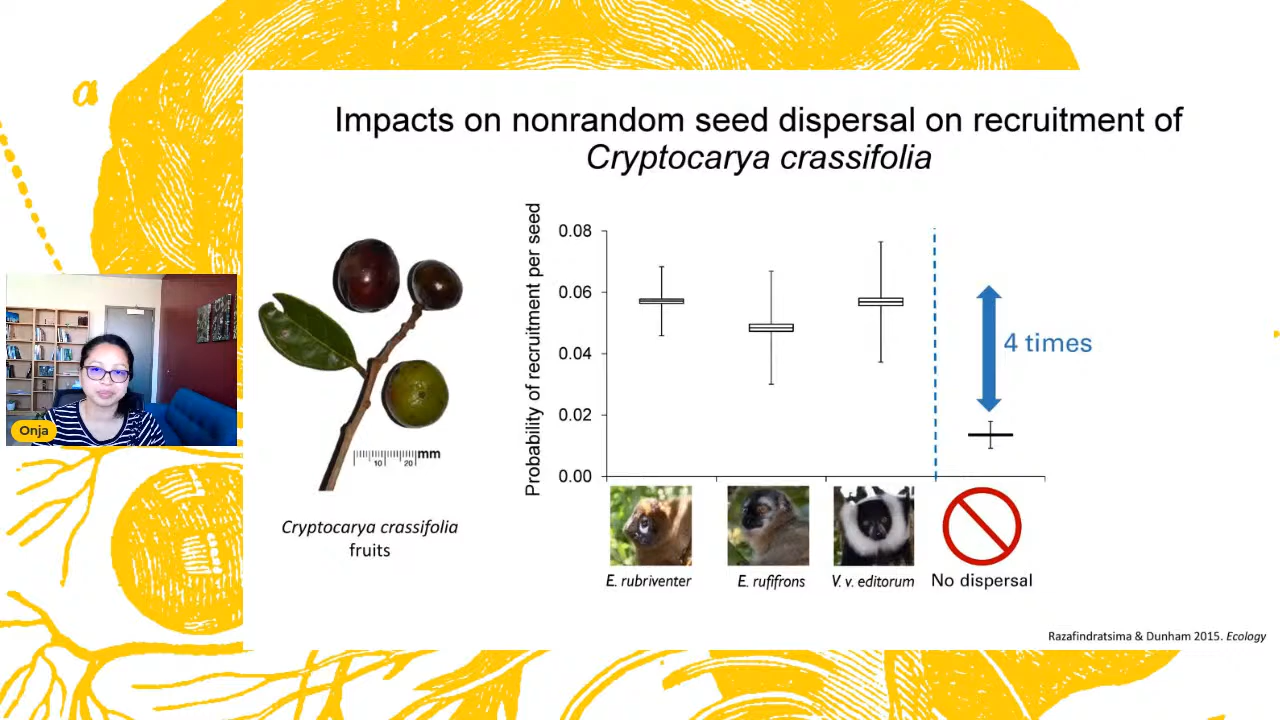 a
Impacts on nonrandom seed dispersal on recruitment of
Cryptocarya crassifolia
Probability of recruitment per seed
0.08
0.06
0.04
0.02
0.00
4 times
mm
10 20
Cryptocarya crassifolia
fruits
E. rubriventer
E. rufifrons
V. v. editorum
No dispersal
Onja
Razafindratsima & Dunham 2015. Ecology